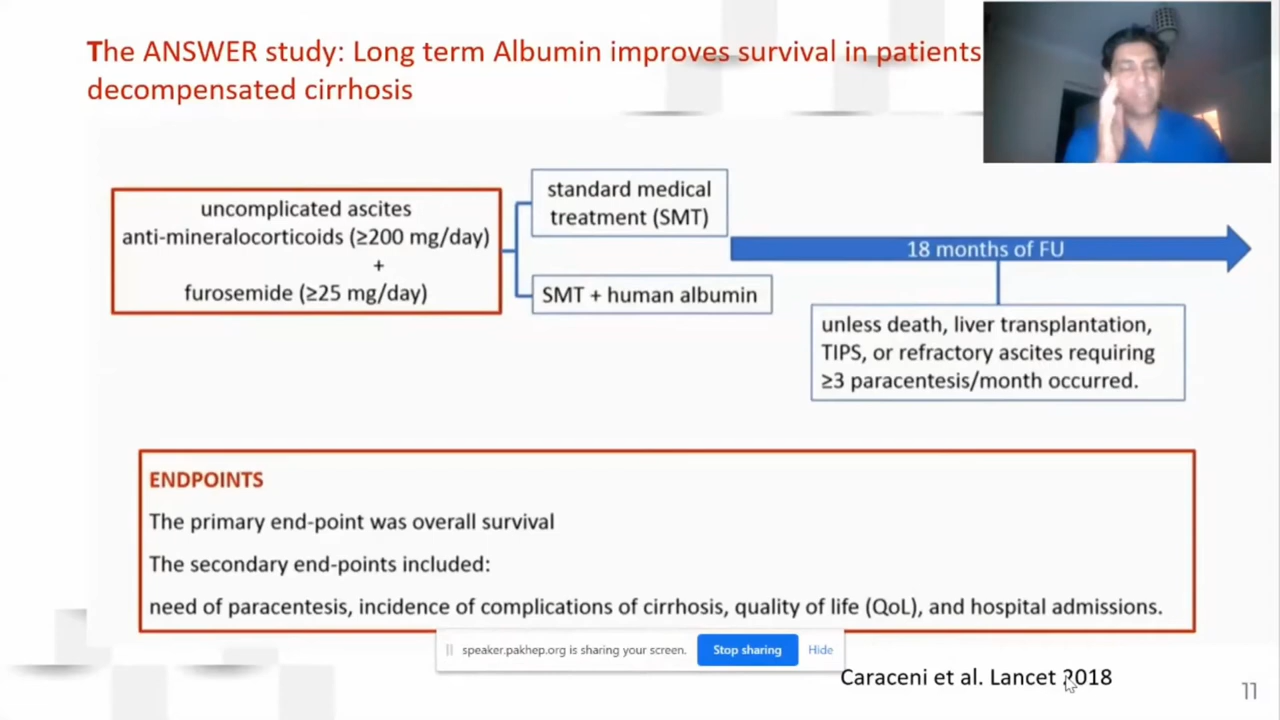 The ANSWER study: Long term Albumin improves survival in patients
decompensated cirrhosis
uncomplicated ascites
anti-mineralocorticoids (≥200 mg/day)
+
furosemide (≥25 mg/day)
standard medical
treatment (SMT)
SMT + human albumin
18 months of FU
unless death, liver transplantation,
TIPS, or refractory ascites requiring
≥3 paracentesis/month occurred.
ENDPOINTS
The primary end-point was overall survival
The secondary end-points included:
need of paracentesis, incidence of complications of cirrhosis, quality of life (QoL), and hospital admissions.
speaker.pakhep.org is sharing your screen.
Stop sharing
Hide
Caraceni et al. Lancet 2018
11